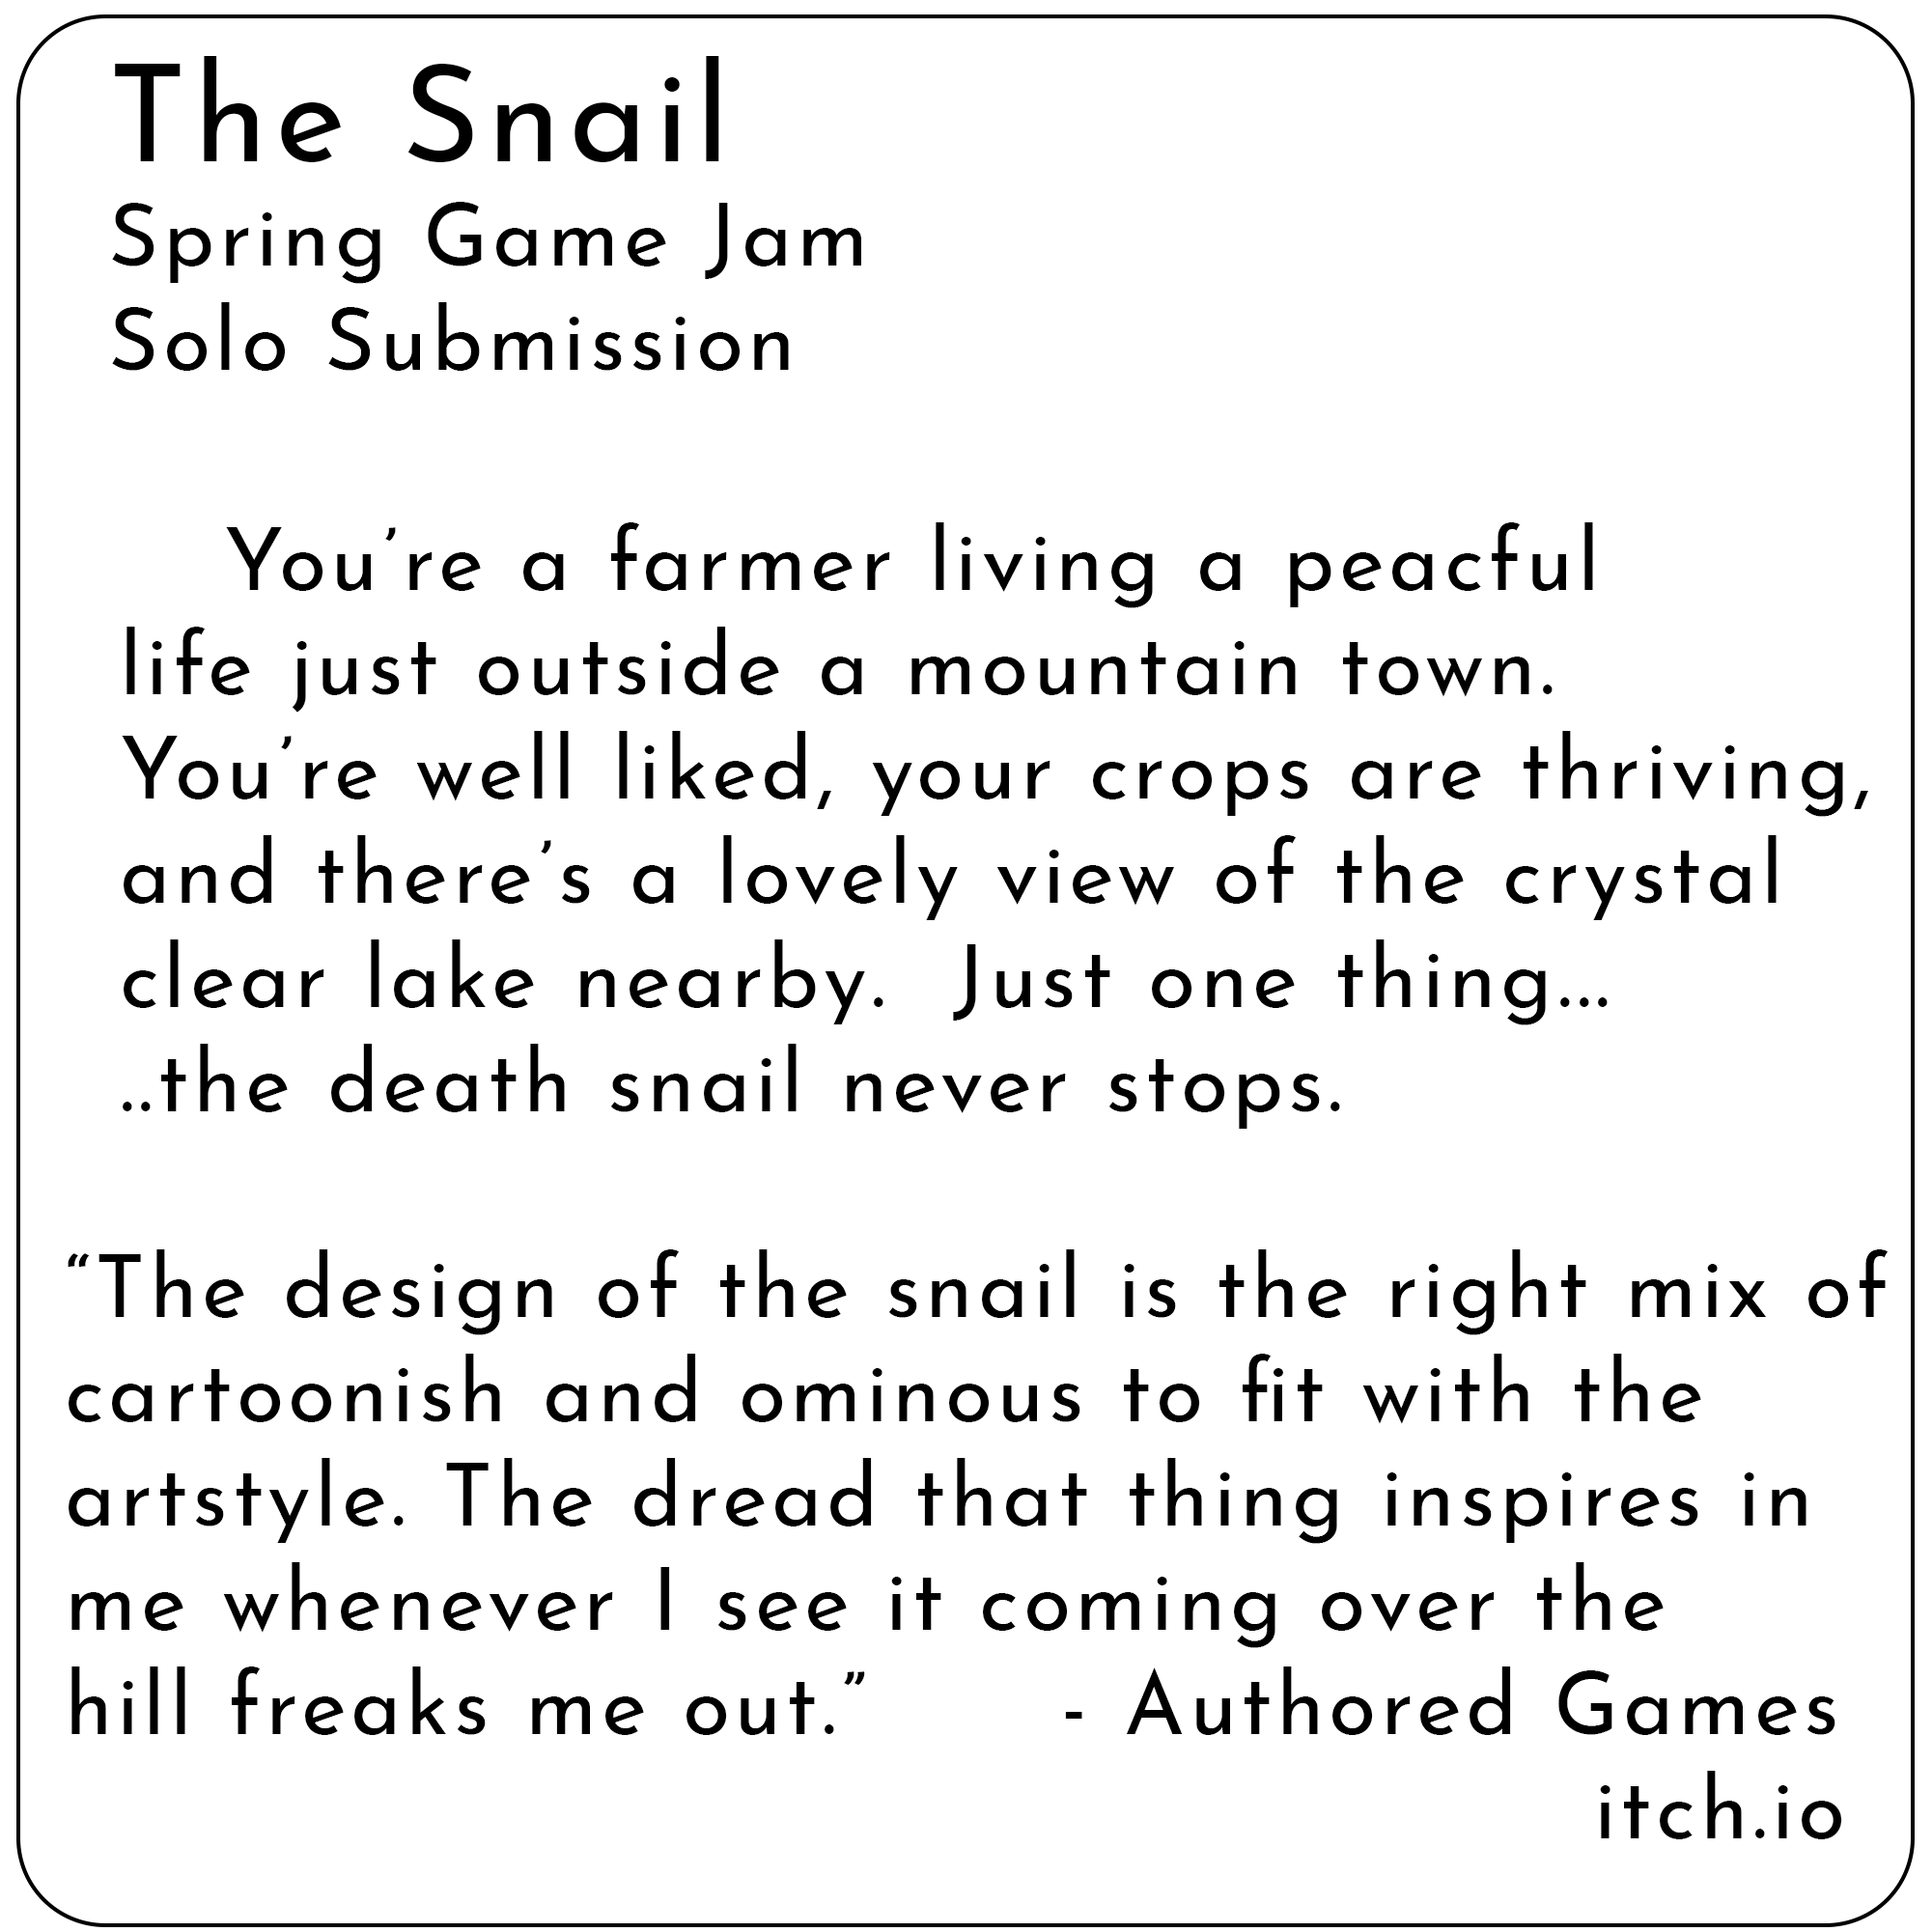 The Snail
Spring Game Jam
Solo Submission
You’re a farmer living a peacful
life just outside a mountain town.
You’re well liked, your crops are thriving,
and there’s a lovely view of the crystal
clear lake nearby.  Just one thing...
..the death snail never stops.
“The design of the snail is the right mix of
cartoonish and ominous to fit with the
artstyle. The dread that thing inspires in
me whenever I see it coming over the
hill freaks me out.” - Authored Games
itch.io